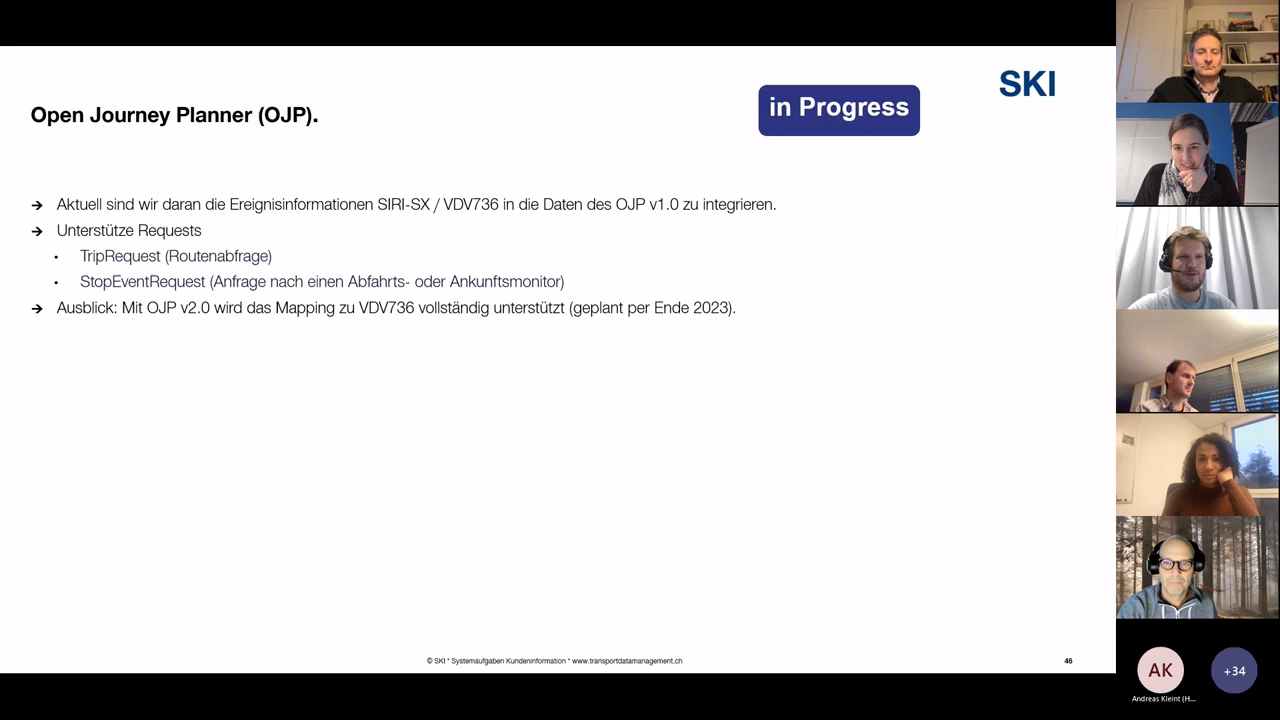 SKI
in Progress
Open Journey Planner (OJP).
→ Aktuell sind wir daran die Ereignisinformationen SIRI-SX / VDV736 in die Daten des OJP v1.0 zu integrieren.
→ Unterstütze Requests
• TripRequest (Routenabfrage)
• StopEventRequest (Anfrage nach einen Abfahrts- oder Ankunftsmonitor)
→ Ausblick: Mit OJP v2.0 wird das Mapping zu VDV736 vollständig unterstützt (geplant per Ende 2023).
© SKI * Systemaufgaben Kundeninformation * www.transportdatamanagement.ch
46
AK
+34
Andreas Kleint (H...